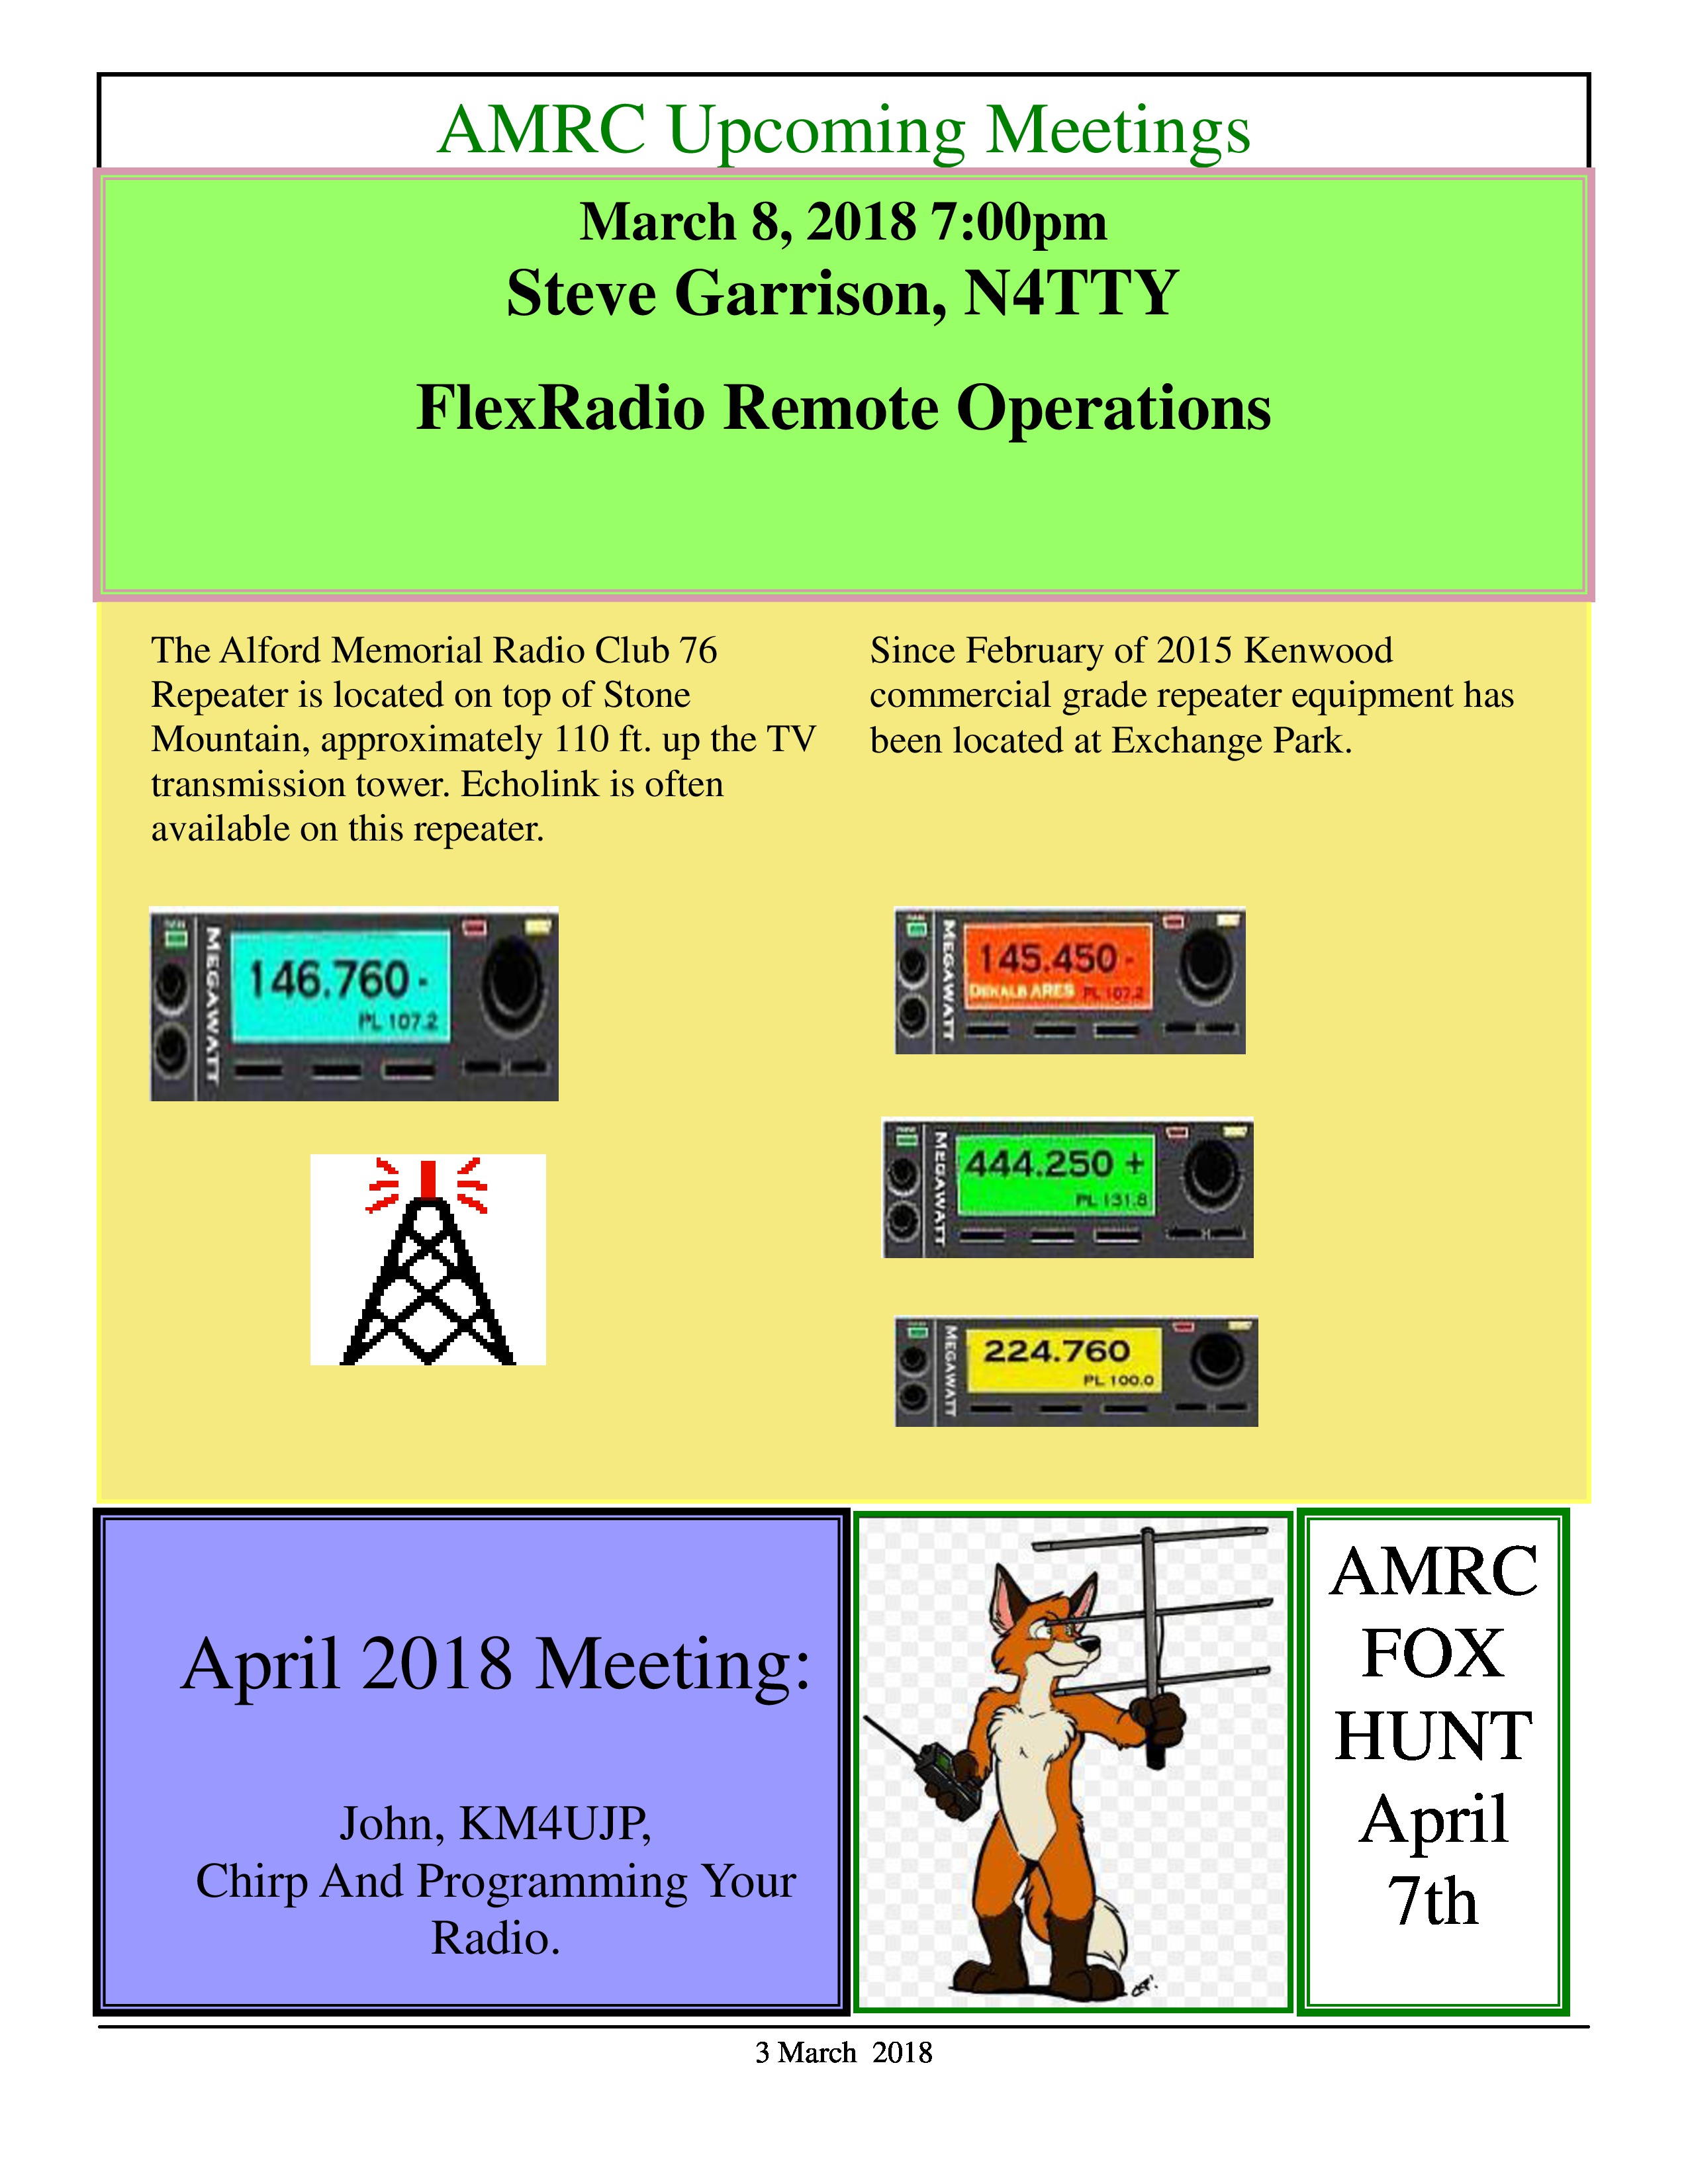 AMRC Upcoming Meetings
March 8, 2018 7:00pm
Steve Garrison, N4TTY
FlexRadio Remote Operations
The Alford Memorial Radio Club 76
Repeater is located on top of Stone
Mountain, approximately 110 ft. up the TV
transmission tower. Echolink is often
available on this repeater.
Since February of 2015 Kenwood
commercial grade repeater equipment has
been located at Exchange Park.
MEGAWATT
146.760 -
PL 107.2
MEGAWATT
145.450 -
DEKALB ARES PL 107.2
MEGAWATT
444.250 +
PL 131.8
MEGAWATT
224.760
PL 100.0
April 2018 Meeting:
John, KM4UJP,
Chirp And Programming Your
Radio.
AMRC
FOX
HUNT
April
7th
3 March 2018